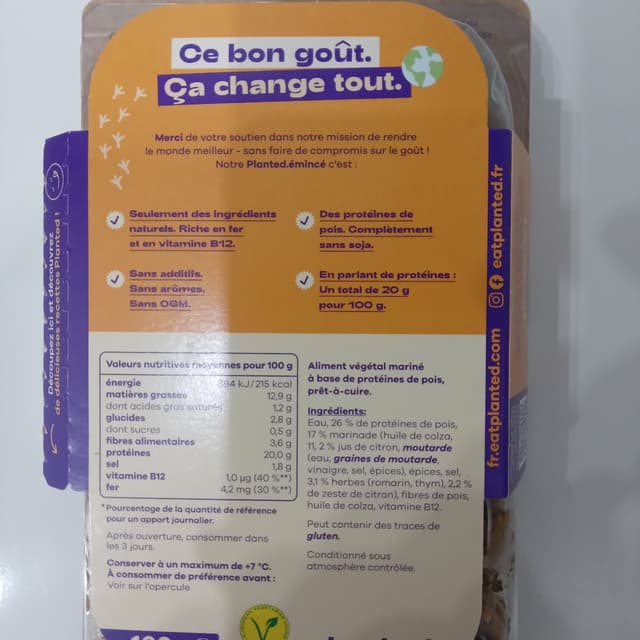 Ce bon goût.
Ça change tout.
Merci de votre soutien dans notre mission de rendre
le monde meilleur - sans faire de compromis sur le goût !
Notre Planted.émincé c'est :
Seulement des ingrédients
naturels. Riche en fer
et en vitamine B12.
Des protéines de
pois. Complètement
sans soja.
Sans additifs.
Sans arômes.
Sans OGM.
En parlant de protéines :
Un total de 20 g
pour 100 g.
Découpez ici et découvrez
de délicieuses recettes Planted !
fr.eatplanted.com eatplanted.fr
Valeurs nutritives moyennes pour 100 g
énergie 894 kJ/215 kcal
matières grasses 12,9 g
dont acides gras saturés 1,2 g
glucides 2,8 g
dont sucres 0,5 g
fibres alimentaires 3,6 g
protéines 20,0 g
sel 1,8 g
vitamine B12 1,0 µg (40 %**)
fer 4,2 mg (30 %**)
*Pourcentage de la quantité de référence
pour un apport journalier.
Après ouverture, consommer dans
les 3 jours.
Conserver à un maximum de +7 °C.
À consommer de préférence avant :
Voir sur l'opercule.
Aliment végétal mariné
à base de protéines de pois,
prêt-à-cuire.
Ingrédients:
Eau, 26 % de protéines de pois,
17 % marinade (huile de colza,
11, 2 % jus de citron, moutarde
(eau, graines de moutarde,
vinaigre, sel, épices), épices, sel,
3,1 % herbes (romarin, thym), 2,2 %
de zeste de citron), fibres de pois,
huile de colza, vitamine B12.
Peut contenir des traces de
gluten.
Conditionné sous
atmosphère contrôlée.